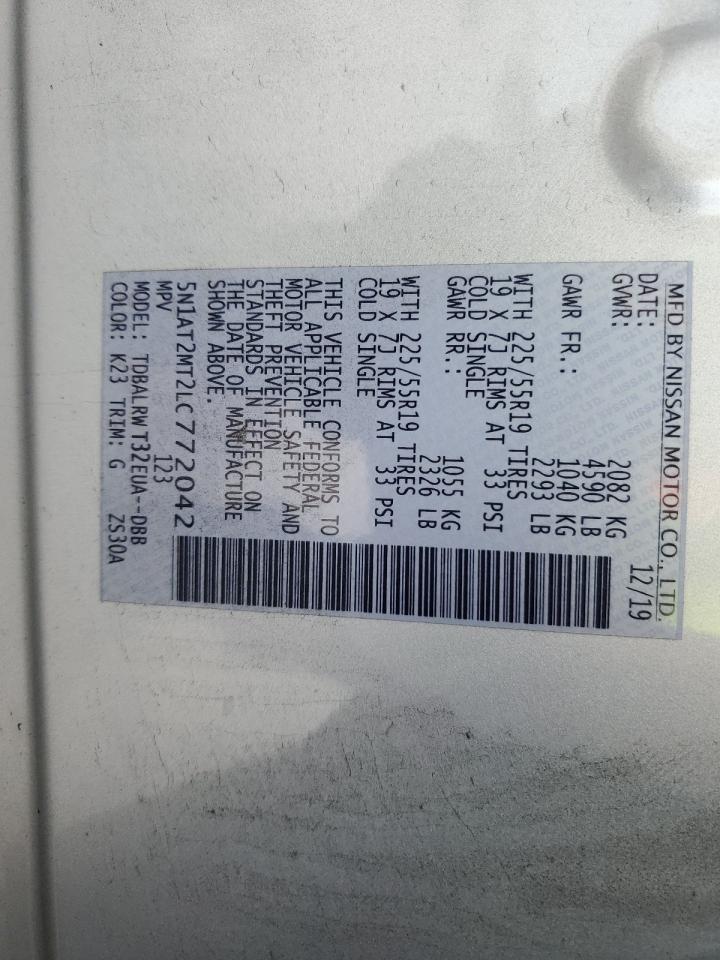 MFD BY NISSAN MOTOR CO., LTD.
DATE: 12/19
GVWR: 2082 KG
4590 LB
GAWR FR.: 1040 KG
2293 LB
WITH 225/55R19 TIRES
19 X 7J RIMS AT 33 PSI
COLD SINGLE
GAWR RR.: 1055 KG
2326 LB
WITH 225/55R19 TIRES
19 X 7J RIMS AT 33 PSI
COLD SINGLE
THIS VEHICLE CONFORMS TO
ALL APPLICABLE FEDERAL
MOTOR VEHICLE SAFETY AND
THEFT PREVENTION
STANDARDS IN EFFECT ON
THE DATE OF MANUFACTURE
SHOWN ABOVE.
5N1AT2MT2LC772042
MPV 123
MODEL: TDBALRWT32EUA--DBB
COLOR: K23 TRIM: G ZS30A